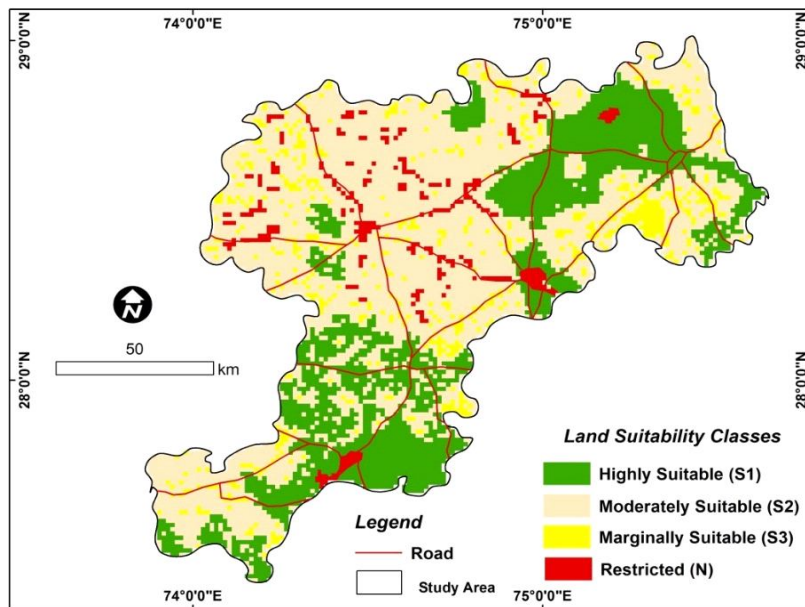 74°0'0"E
75°0'0"E
29°0'0"N
29°0'0"N
N
50
km
28°0'0"N
28°0'0"N
Land Suitability Classes
Highly Suitable (S1)
Moderately Suitable (S2)
Marginally Suitable (S3)
Restricted (N)
Legend
Road
Study Area
74°0'0"E
75°0'0"E